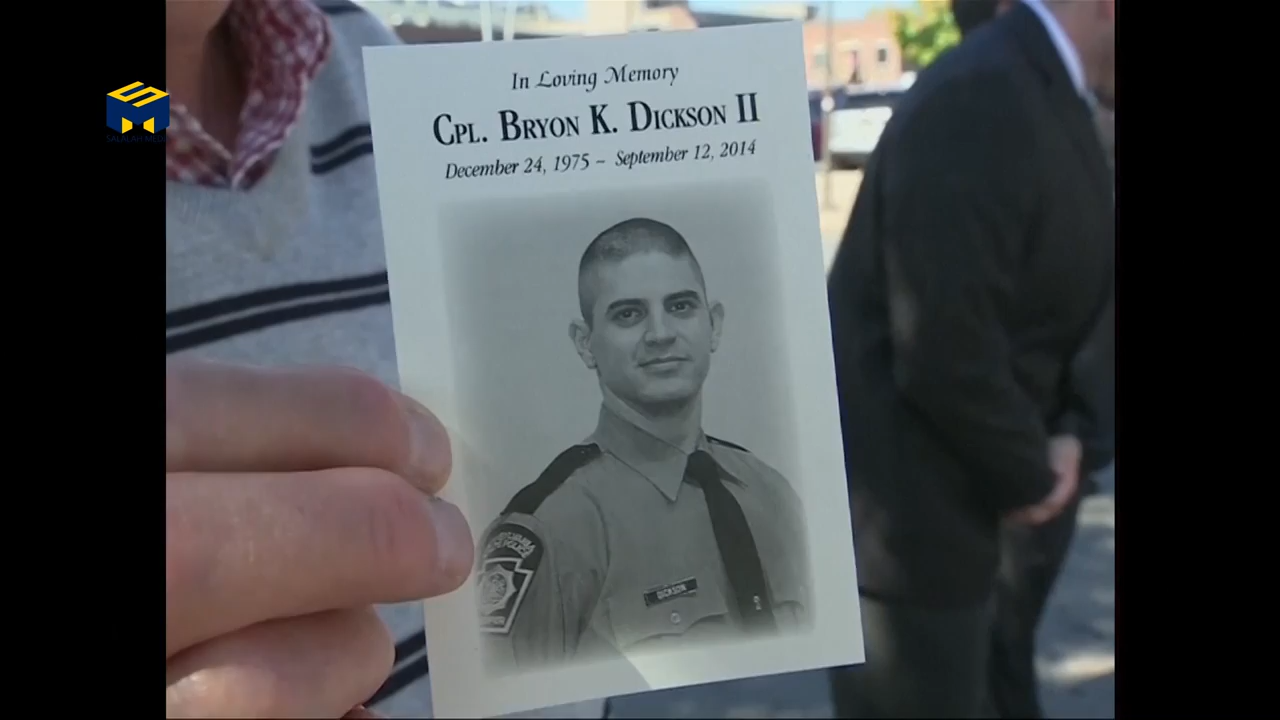 In Loving Memory
CPL. BRYON K. DICKSON II
December 24, 1975 – September 12, 2014
DICKSON